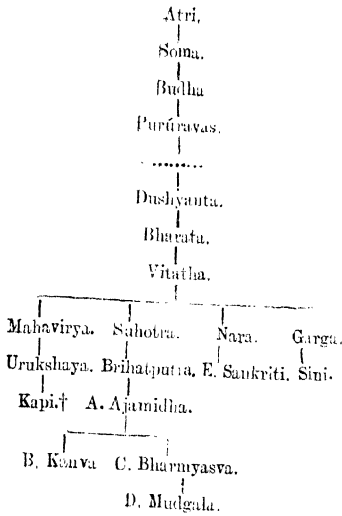 Atri.
Soma.
Budha
Purúravas.
.......
Dushyanta.
Bharata.
Vitatha.
Mahavirya. Suhotra. Nara. Garga.
Urukshaya. Brihatputra. E. Sankriti. Sini.
Kapi.† A. Ajamidha.
B. Kanva C. Bharmyasva.
D. Mudgala.